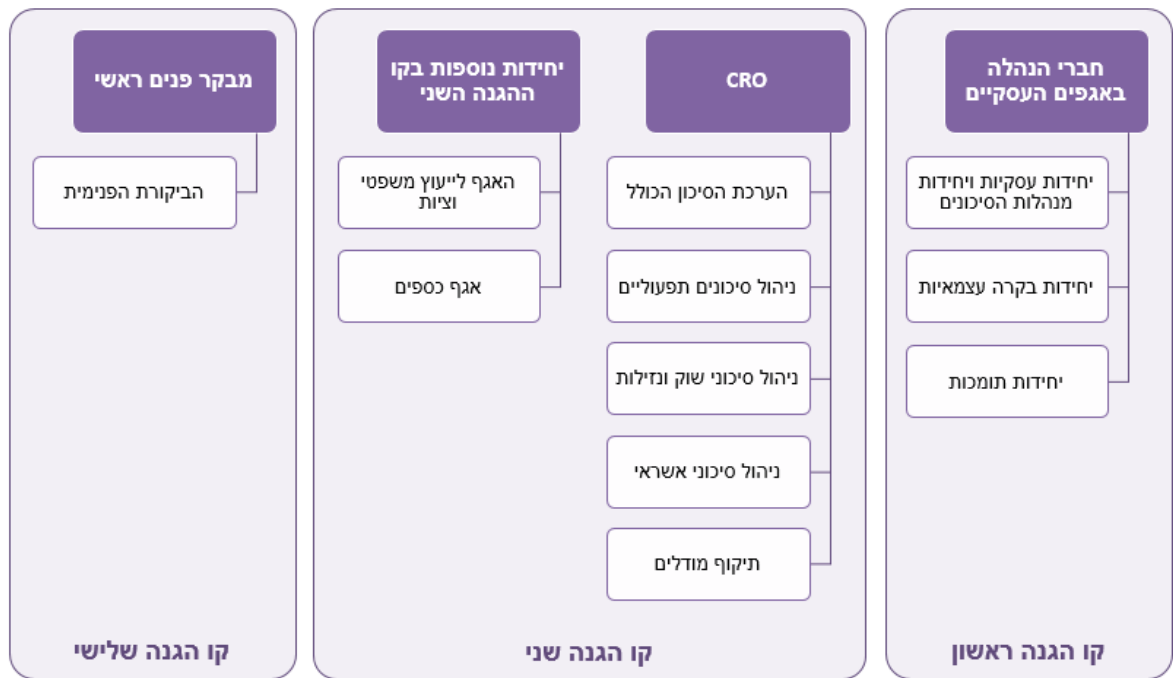 חברי הנהלה
באגפים העסקיים
יחידות עסקיות ויחידות
מנהלות הסיכונים
יחידות בקרה עצמאיות
יחידות תומכות
קו הגנה ראשון
CRO
הערכת הסיכון הכולל
ניהול סיכונים תפעוליים
ניהול סיכוני שוק ונזילות
ניהול סיכוני אשראי
תיקוף מודלים
יחידות נוספות בקו
ההגנה השני
האגף לייעוץ משפטי
וציות
אגף כספים
קו הגנה שני
מבקר פנים ראשי
הביקורת הפנימית
קו הגנה שלישי